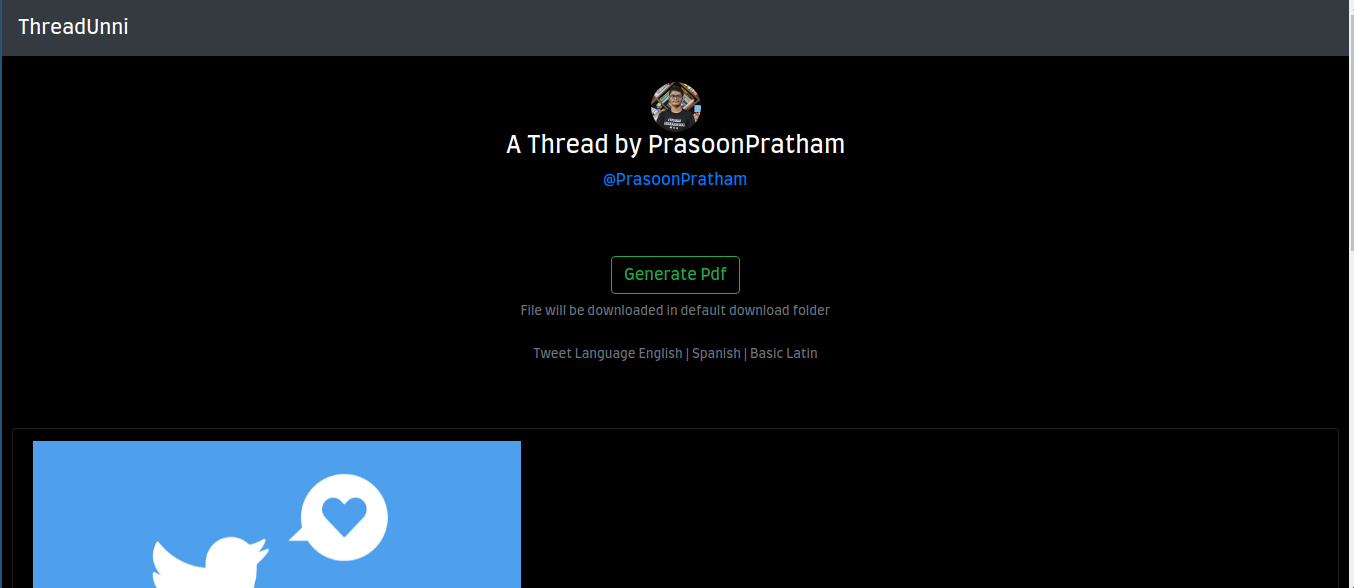 ThreadUnni
A Thread by PrasoonPratham
@PrasoonPratham
Generate Pdf
File will be downloaded in default download folder
Tweet Language English | Spanish | Basic Latin